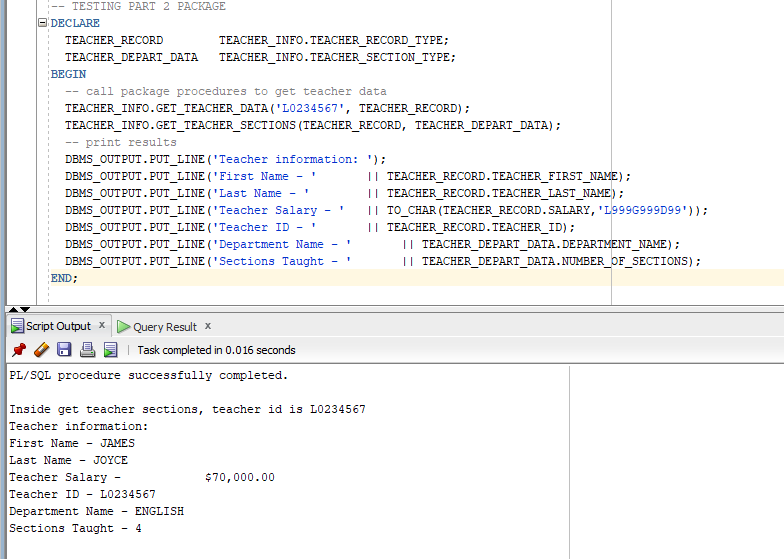 -- TESTING PART 2 PACKAGE
DECLARE
TEACHER_RECORD TEACHER_INFO.TEACHER_RECORD_TYPE;
TEACHER_DEPART_DATA TEACHER_INFO.TEACHER_SECTION_TYPE;
BEGIN
-- call package procedures to get teacher data
TEACHER_INFO.GET_TEACHER_DATA('L0234567', TEACHER_RECORD);
TEACHER_INFO.GET_TEACHER_SECTIONS(TEACHER_RECORD, TEACHER_DEPART_DATA);
-- print results
DBMS_OUTPUT.PUT_LINE('Teacher information: ');
DBMS_OUTPUT.PUT_LINE('First Name - ' || TEACHER_RECORD.TEACHER_FIRST_NAME);
DBMS_OUTPUT.PUT_LINE('Last Name - ' || TEACHER_RECORD.TEACHER_LAST_NAME);
DBMS_OUTPUT.PUT_LINE('Teacher Salary - ' || TO_CHAR(TEACHER_RECORD.SALARY,'L999G999D99'));
DBMS_OUTPUT.PUT_LINE('Teacher ID - ' || TEACHER_RECORD.TEACHER_ID);
DBMS_OUTPUT.PUT_LINE('Department Name - ' || TEACHER_DEPART_DATA.DEPARTMENT_NAME);
DBMS_OUTPUT.PUT_LINE('Sections Taught - ' || TEACHER_DEPART_DATA.NUMBER_OF_SECTIONS);
END;
Script Output x Query Result x
Task completed in 0.016 seconds
PL/SQL procedure successfully completed.
Inside get teacher sections, teacher id is L0234567
Teacher information:
First Name - JAMES
Last Name - JOYCE
Teacher Salary - $70,000.00
Teacher ID - L0234567
Department Name - ENGLISH
Sections Taught - 4